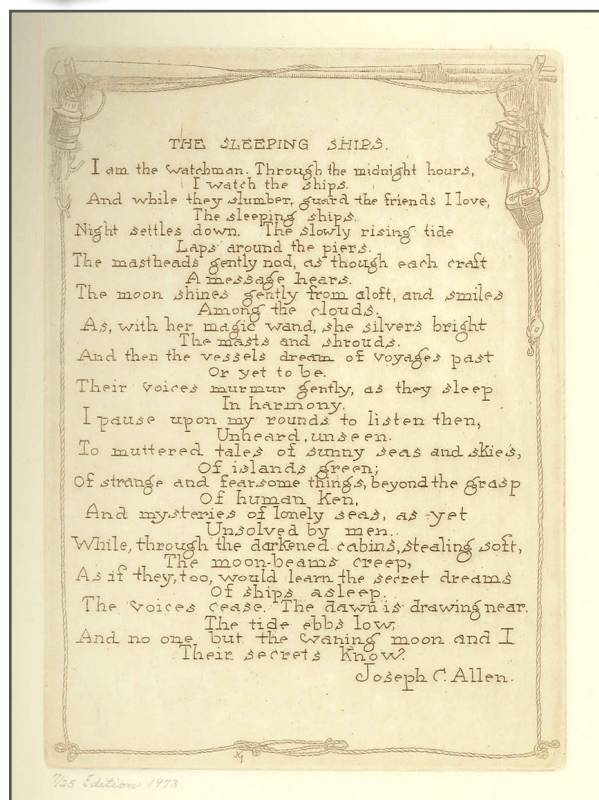 THE SLEEPING SHIPS.
I am the watchman. Through the midnight hours,
I watch the ships.
And while they slumber, guard the friends I love,
The sleeping ships.
Night settles down. The slowly rising tide
Laps around the piers.
The mastheads gently nod, as though each craft
A message hears.
The moon shines gently from aloft, and smiles
Among the clouds.
As, with her magic wand, she silvers bright
The masts and shrouds.
And then the vessels dream of voyages past
Or yet to be.
Their voices murmur gently, as they sleep
In harmony.
I pause upon my rounds to listen then,
Unheard, unseen.
To muttered tales of sunny seas and skies,
Of islands green;
Of strange and fearsome things, beyond the grasp
Of human ken,
And mysteries of lonely seas, as yet
Unsolved by men.
While, through the darkened cabins, stealing soft,
The moon-beams creep,
As if they, too, would learn the secret dreams
Of ships asleep.
The voices cease. The dawn is drawing near.
The tide ebbs low;
And no one but the waning moon and I
Their secrets know.
Joseph C. Allen.
7/25 Edition 1973